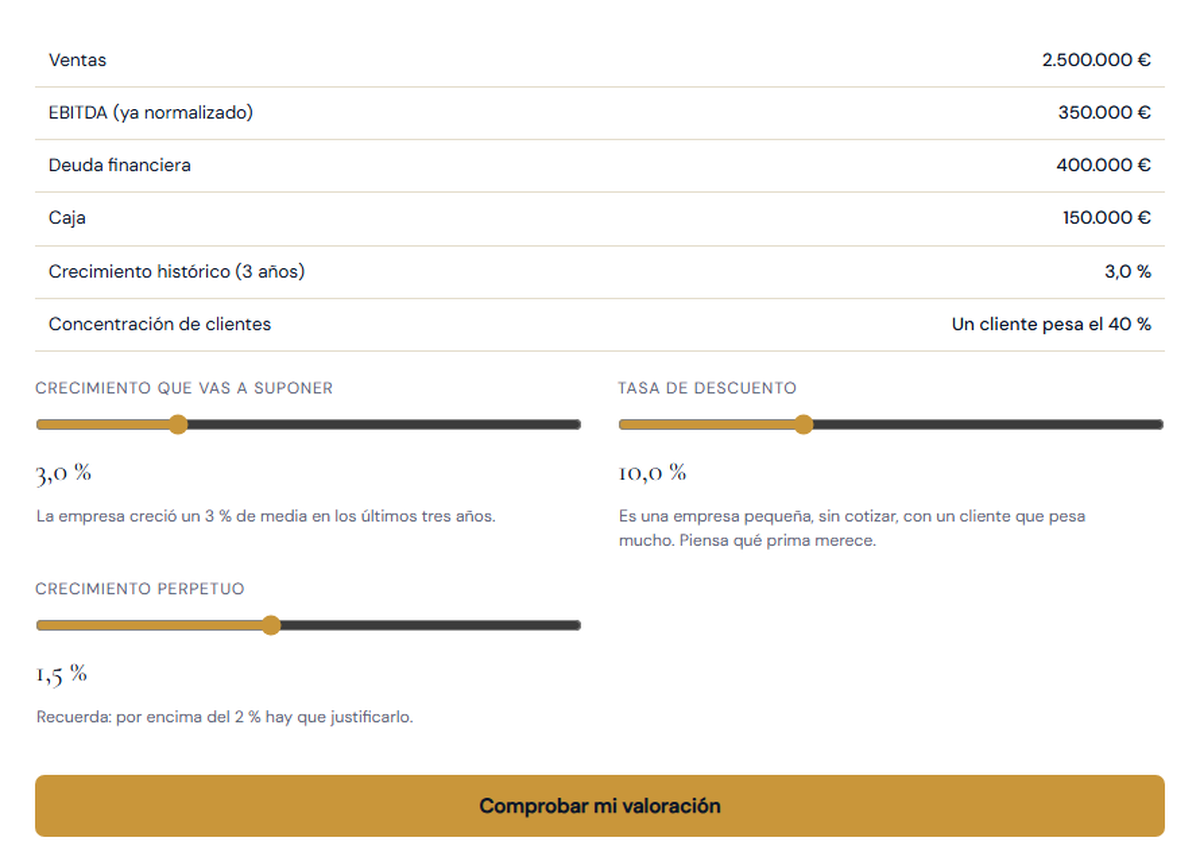 Ventas 2.500.000 €
EBITDA (ya normalizado) 350.000 €
Deuda financiera 400.000 €
Caja 150.000 €
Crecimiento histórico (3 años) 3,0 %
Concentración de clientes Un cliente pesa el 40 %
CRECIMIENTO QUE VAS A SUPONER
3,0 %
La empresa creció un 3 % de media en los últimos tres años.
TASA DE DESCUENTO
10,0 %
Es una empresa pequeña, sin cotizar, con un cliente que pesa
mucho. Piensa qué prima merece.
CRECIMIENTO PERPETUO
1,5 %
Recuerda: por encima del 2 % hay que justificarlo.
Comprobar mi valoración